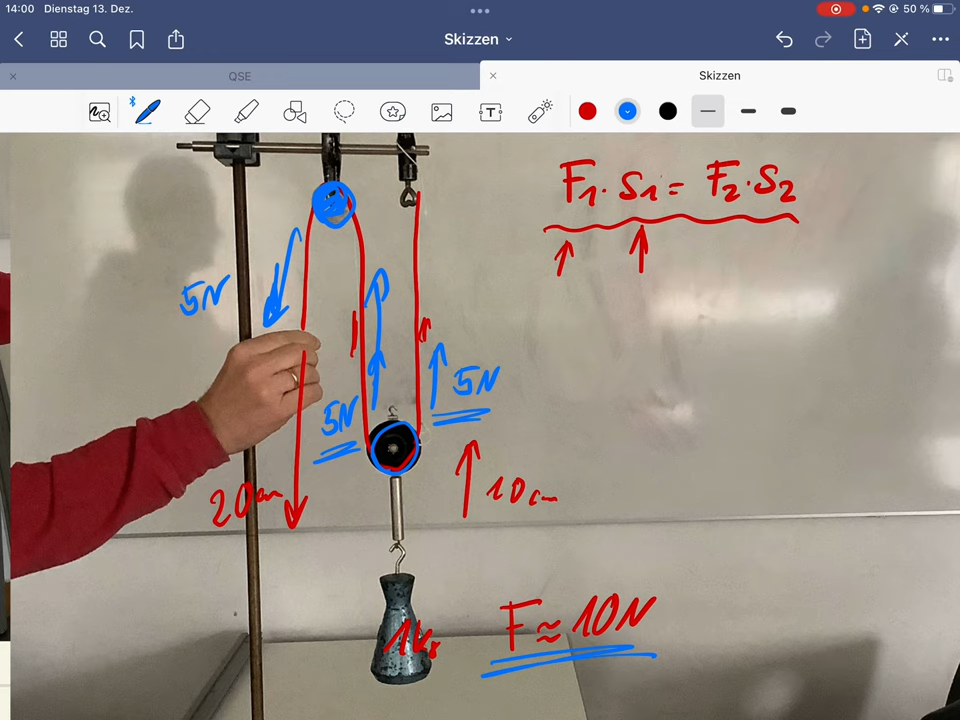 14:00 Dienstag 13. Dez.
50 %
Skizzen
QSE
Skizzen
T
F₁ · S₁ = F₂ · S₂
5N
5N
5N
20cm
10cm
1kg
F ≈ 10N